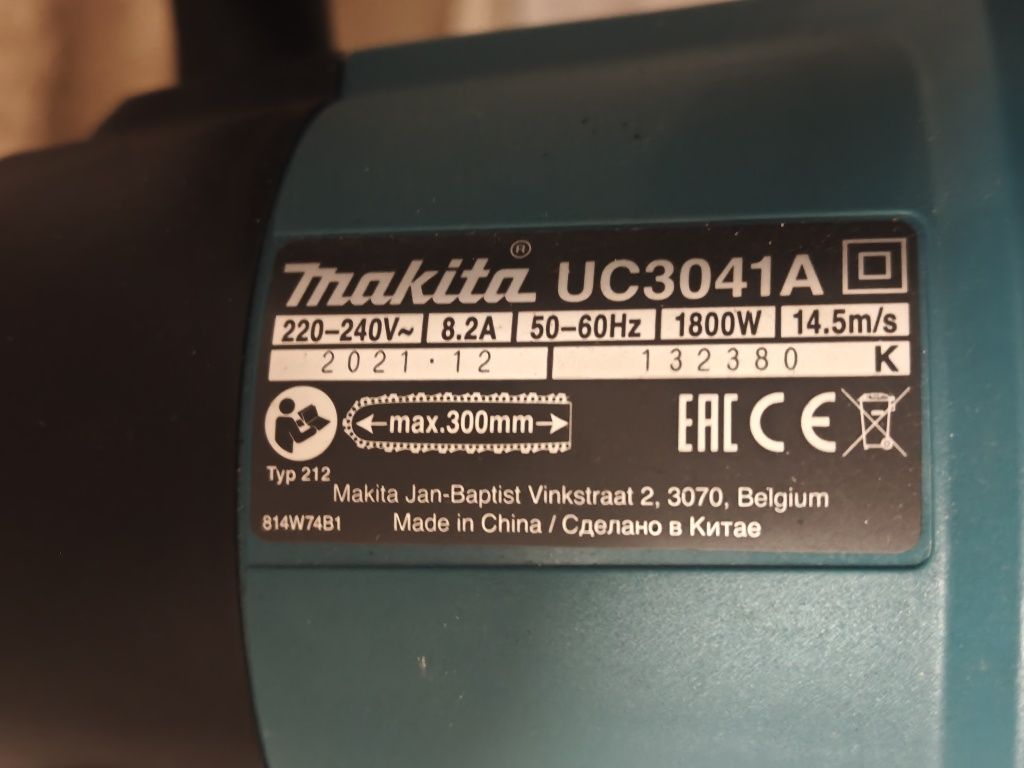 makita® UC3041A
220-240V~ 8.2A 50-60Hz 1800W 14.5m/s
2021·12 132380 K
max.300mm EAC CE
Typ 212
Makita Jan-Baptist Vinkstraat 2, 3070, Belgium
814W74B1 Made in China / Сделано в Китае